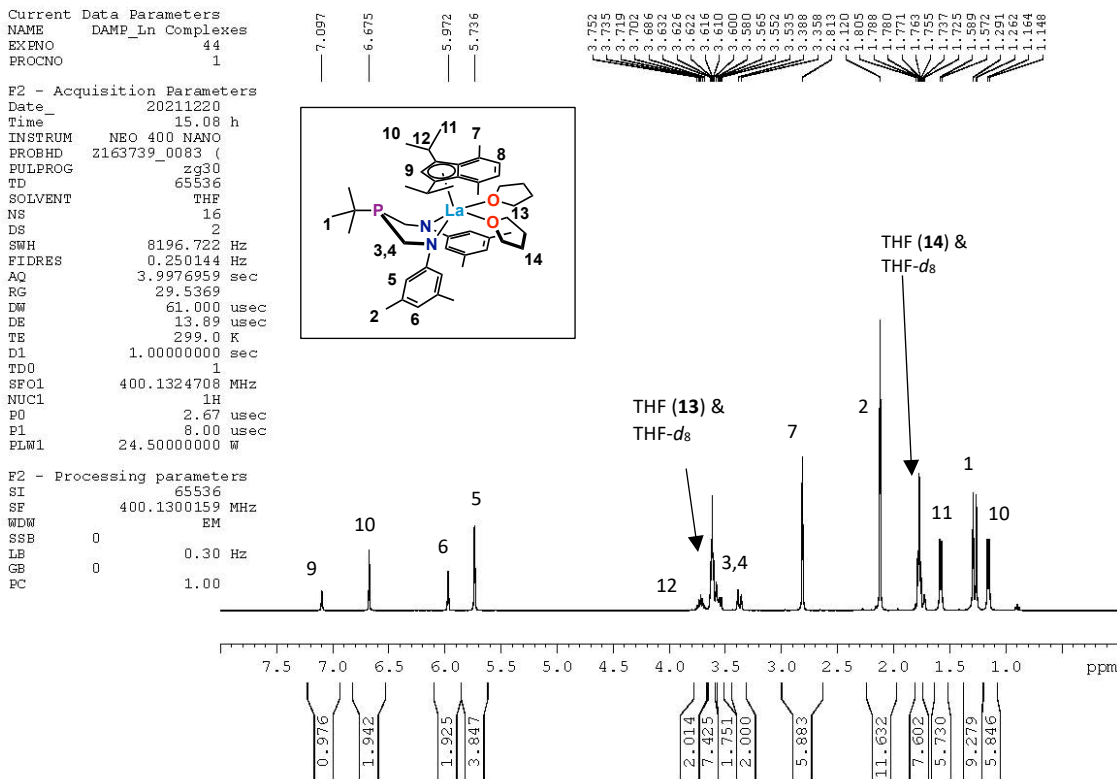 Current Data Parameters
NAME DAMP_Ln Complexes
EXPNO 44
PROCNO 1
F2 - Acquisition Parameters
Date_ 20211220
Time 15.08 h
INSTRUM NEO 400 NANO
PROBHD Z163739_0083 (
PULPROG zg30
TD 65536
SOLVENT THF
NS 16
DS 2
SWH 8196.722 Hz
FIDRES 0.250144 Hz
AQ 3.9976959 sec
RG 29.5369
DW 61.000 usec
DE 13.89 usec
TE 299.0 K
D1 1.00000000 sec
TD0 1
SFO1 400.1324708 MHz
NUC1 1H
P0 2.67 usec
P1 8.00 usec
PLW1 24.50000000 W
F2 - Processing parameters
SI 65536
SF 400.1300159 MHz
WDW EM
SSB 0
LB 0.30 Hz
GB 0
PC 1.00
7.097
6.675
5.972
5.736
3.752
3.735
3.719
3.702
3.686
3.632
3.626
3.622
3.616
3.610
3.600
3.580
3.565
3.552
3.535
3.388
3.358
2.813
2.120
1.805
1.788
1.780
1.771
1.763
1.755
1.737
1.725
1.589
1.572
1.291
1.262
1.164
1.148
10 12 11 7
8
9
La O
13
O
P N
1
N
3,4
14
5
2 6
THF (14) &
THF-d8
THF (13) &
THF-d8
9
10
6
5
12
3,4
7
2
11
1
10
7.5 7.0 6.5 6.0 5.5 5.0 4.5 4.0 3.5 3.0 2.5 2.0 1.5 1.0 ppm
0.976
1.942
1.925
3.847
2.014
7.425
1.751
2.000
5.883
11.632
7.602
5.730
9.279
5.846